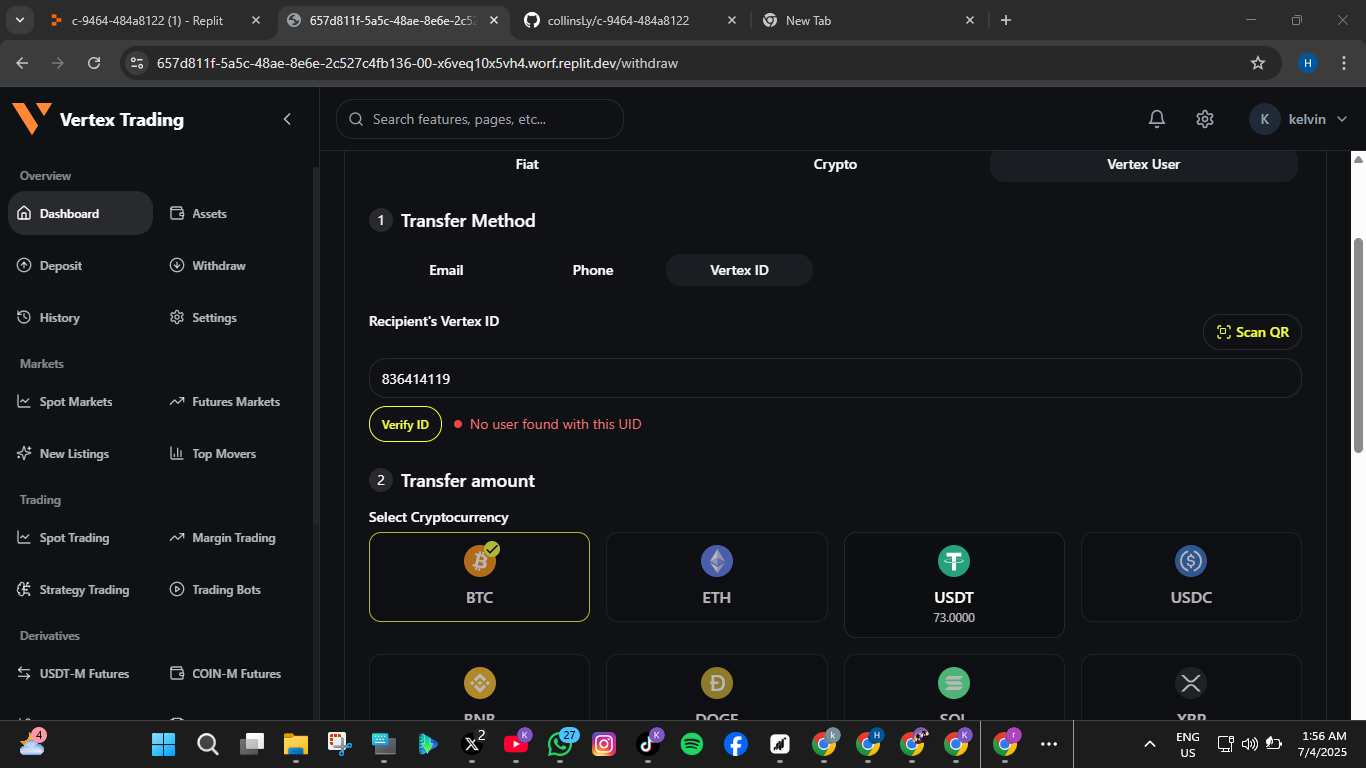 c-9464-484a8122 (1) - Replit
657d811f-5a5c-48ae-8e6e-2c52
collinsLy/c-9464-484a8122
New Tab
657d811f-5a5c-48ae-8e6e-2c527c4fb136-00-x6veq10x5vh4.worf.replit.dev/withdraw
H
Vertex Trading
Search features, pages, etc...
K
kelvin
Overview
Dashboard
Assets
Deposit
Withdraw
History
Settings
Markets
Spot Markets
Futures Markets
New Listings
Top Movers
Trading
Spot Trading
Margin Trading
Strategy Trading
Trading Bots
Derivatives
USDT-M Futures
COIN-M Futures
Fiat
Crypto
Vertex User
1 Transfer Method
Email
Phone
Vertex ID
Recipient's Vertex ID
Scan QR
836414119
Verify ID
No user found with this UID
2 Transfer amount
Select Cryptocurrency
BTC
ETH
USDT
73.0000
USDC
BNB
DOGE
SOL
XRP
4
K
2
K
27
K
k
H
K
r
ENG
US
1:56 AM
7/4/2025